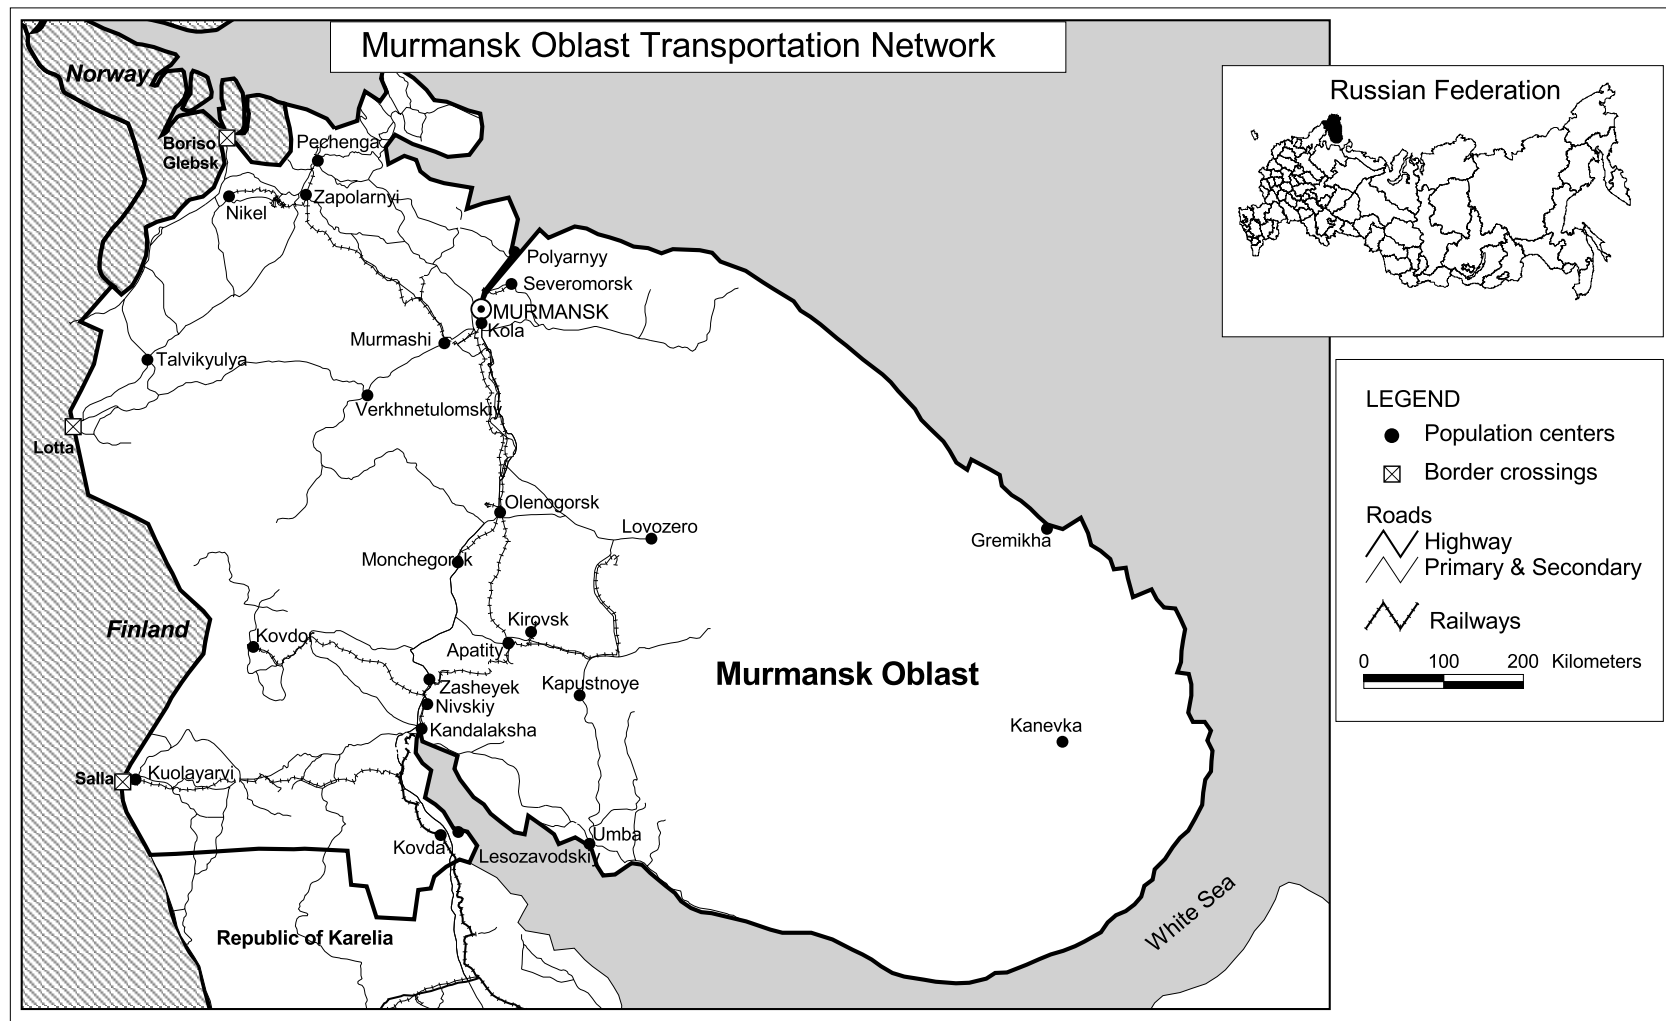 Murmansk Oblast Transportation Network
Norway
Russian Federation
Boriso
Glebsk
Pechenga
Zapolarnyi
Nikel
Polyarnyy
Severomorsk
MURMANSK
Kola
Murmashi
Talvikyulya
Verkhnetulomskiy
Lotta
LEGEND
Population centers
Border crossings
Roads
Highway
Primary & Secondary
Railways
0 100 200 Kilometers
Olenogorsk
Lovozero
Gremikha
Monchegorsk
Finland
Kirovsk
Kovdor
Apatity
Murmansk Oblast
Zasheyek
Kapustnoye
Nivskiy
Kandalaksha
Kanevka
Salla
Kuolayarvi
Umba
Kovda
Lesozavodskiy
White Sea
Republic of Karelia